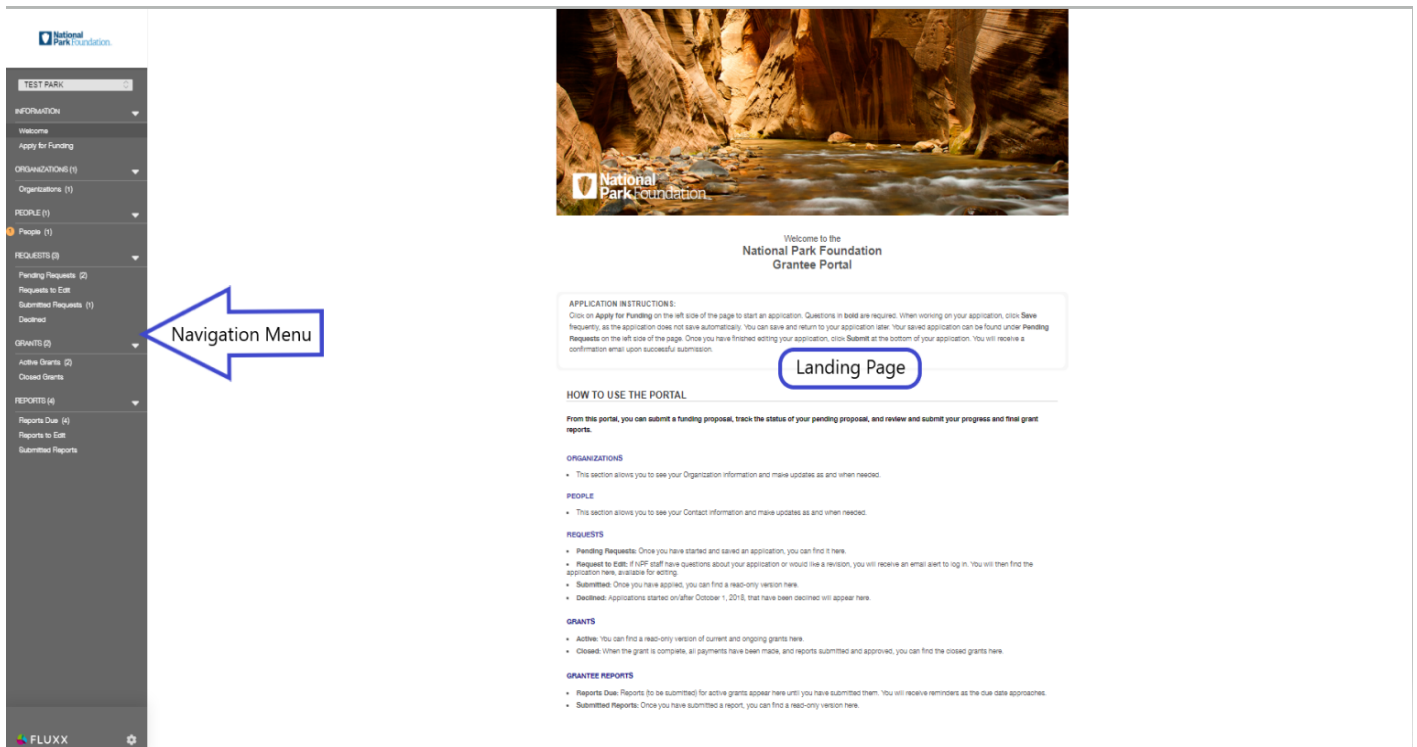 National
Park Foundation.
TEST PARK
INFORMATION
Welcome
Apply for Funding
ORGANIZATIONS (1)
Organizations (1)
PEOPLE (1)
People (1)
REQUESTS (3)
Pending Requests (2)
Requests to Edit
Submitted Requests (1)
Declined
GRANTS (2)
Active Grants (2)
Closed Grants
REPORTS (4)
Reports Due (4)
Reports to Edit
Submitted Reports
FLUXX
Navigation Menu
National
Park Foundation
Welcome to the
National Park Foundation
Grantee Portal
APPLICATION INSTRUCTIONS:
Click on Apply for Funding on the left side of the page to start an application. Questions in bold are required. When working on your application, click Save
frequently, as the application does not save automatically. You can save and return to your application later. Your saved application can be found under Pending
Requests on the left side of the page. Once you have finished editing your application, click Submit at the bottom of your application. You will receive a
confirmation email upon successful submission.
Landing Page
HOW TO USE THE PORTAL
From this portal, you can submit a funding proposal, track the status of your pending proposal, and review and submit your progress and final grant
reports.
ORGANIZATIONS
• This section allows you to see your Organization information and make updates as and when needed.
PEOPLE
• This section allows you to see your Contact information and make updates as and when needed.
REQUESTS
• Pending Requests: Once you have started and saved an application, you can find it here.
• Request to Edit: If NPF staff have questions about your application or would like a revision, you will receive an email alert to log in. You will then find the
application here, available for editing.
• Submitted: Once you have applied, you can find a read-only version here.
• Declined: Applications started on/after October 1, 2018, that have been declined will appear here.
GRANTS
• Active: You can find a read-only version of current and ongoing grants here.
• Closed: When the grant is complete, all payments have been made, and reports submitted and approved, you can find the closed grants here.
GRANTEE REPORTS
• Reports Due: Reports (to be submitted) for active grants appear here until you have submitted them. You will receive reminders as the due date approaches.
• Submitted Reports: Once you have submitted a report, you can find a read-only version here.